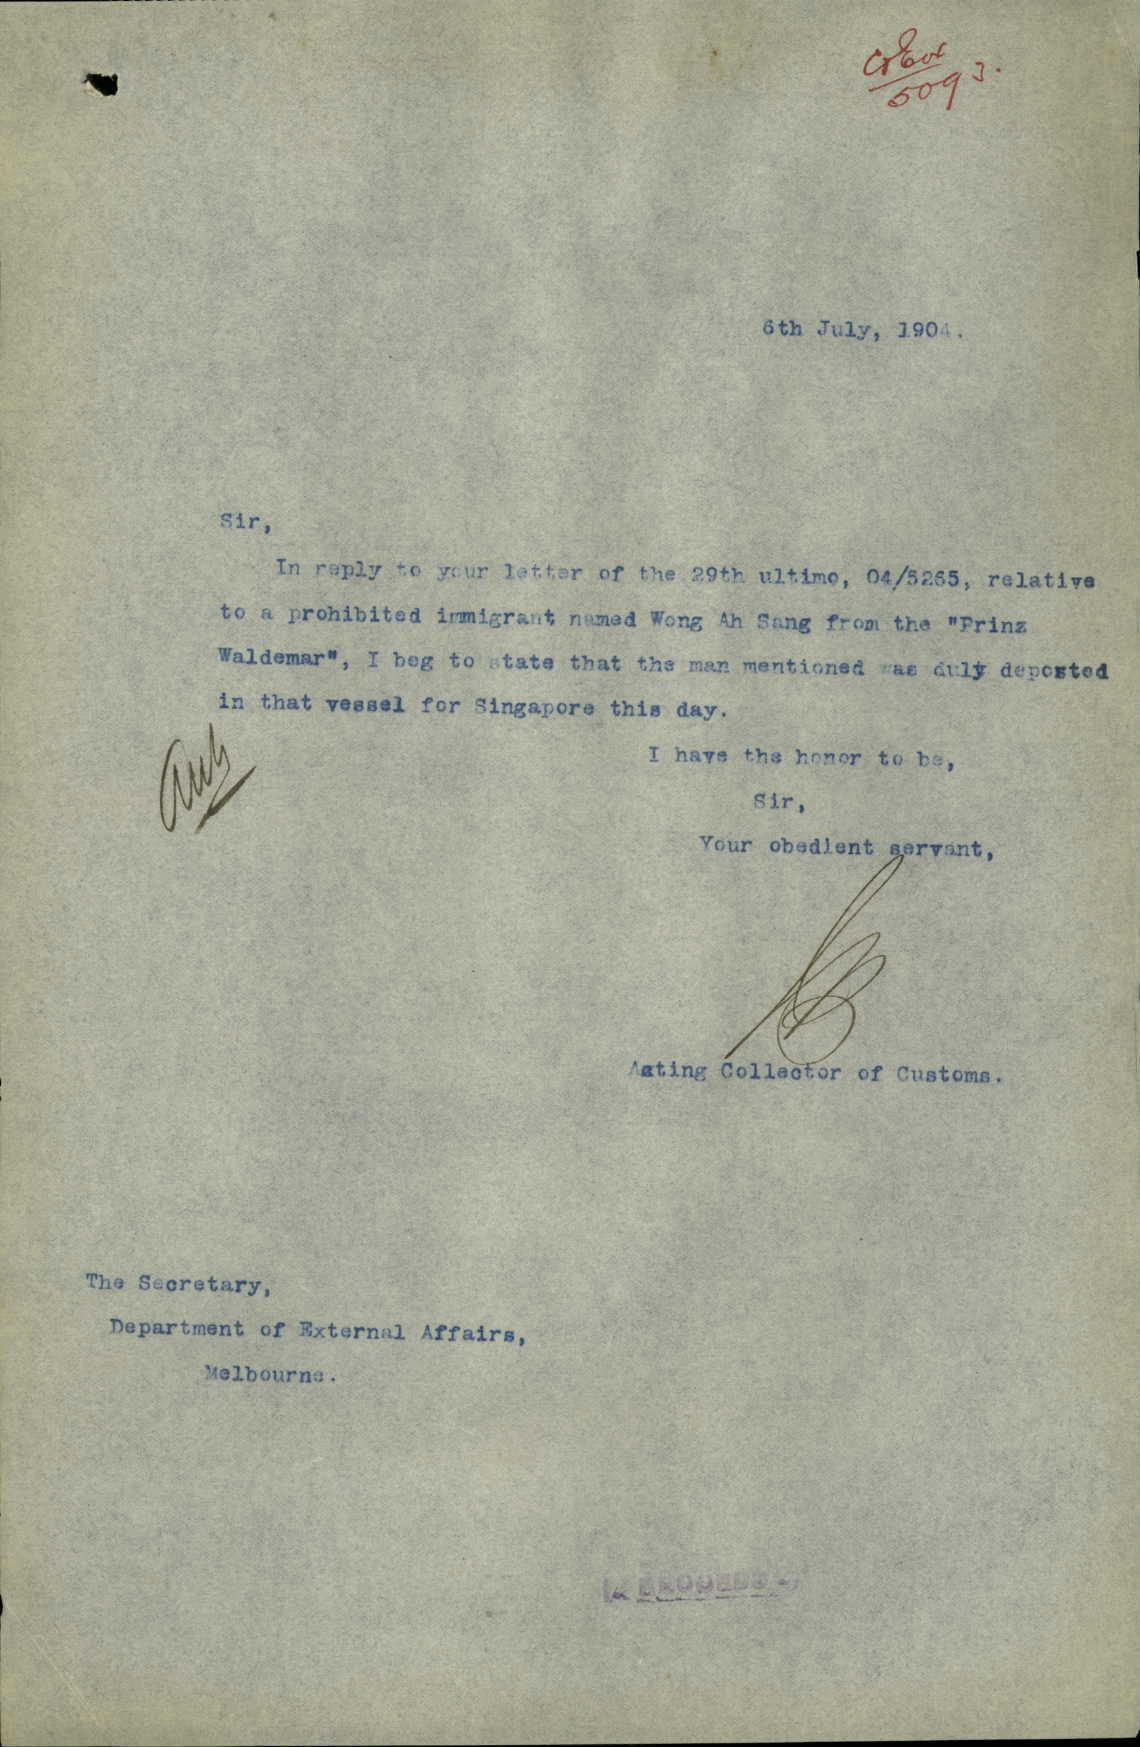 5093.
6th July, 1904.
Sir,
In reply to your letter of the 29th ultimo, 04/5265, relative
to a prohibited immigrant named Wong Ah Sang from the "Prinz
Waldemar", I beg to state that the man mentioned was duly deported
in that vessel for Singapore this day.
I have the honor to be,
Sir,
Your obedient servant,
Acting Collector of Customs.
The Secretary,
Department of External Affairs,
Melbourne.